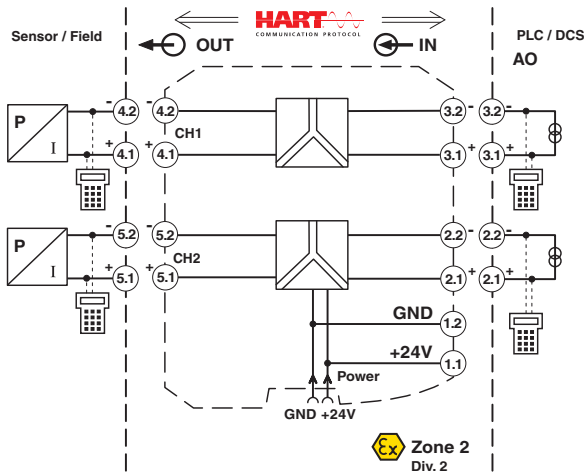 HART
COMMUNICATION PROTOCOL
Sensor / Field
OUT
IN
PLC / DCS
AO
P
I
-
4.2
-
4.2
3.2
-
3.2
-
CH1
+
4.1
+
4.1
3.1
+
3.1
+
P
I
-
5.2
-
5.2
2.2
-
2.2
-
CH2
+
5.1
+
5.1
2.1
+
2.1
+
GND
1.2
+24V
1.1
Power
GND +24V
Ex
Zone 2
Div. 2